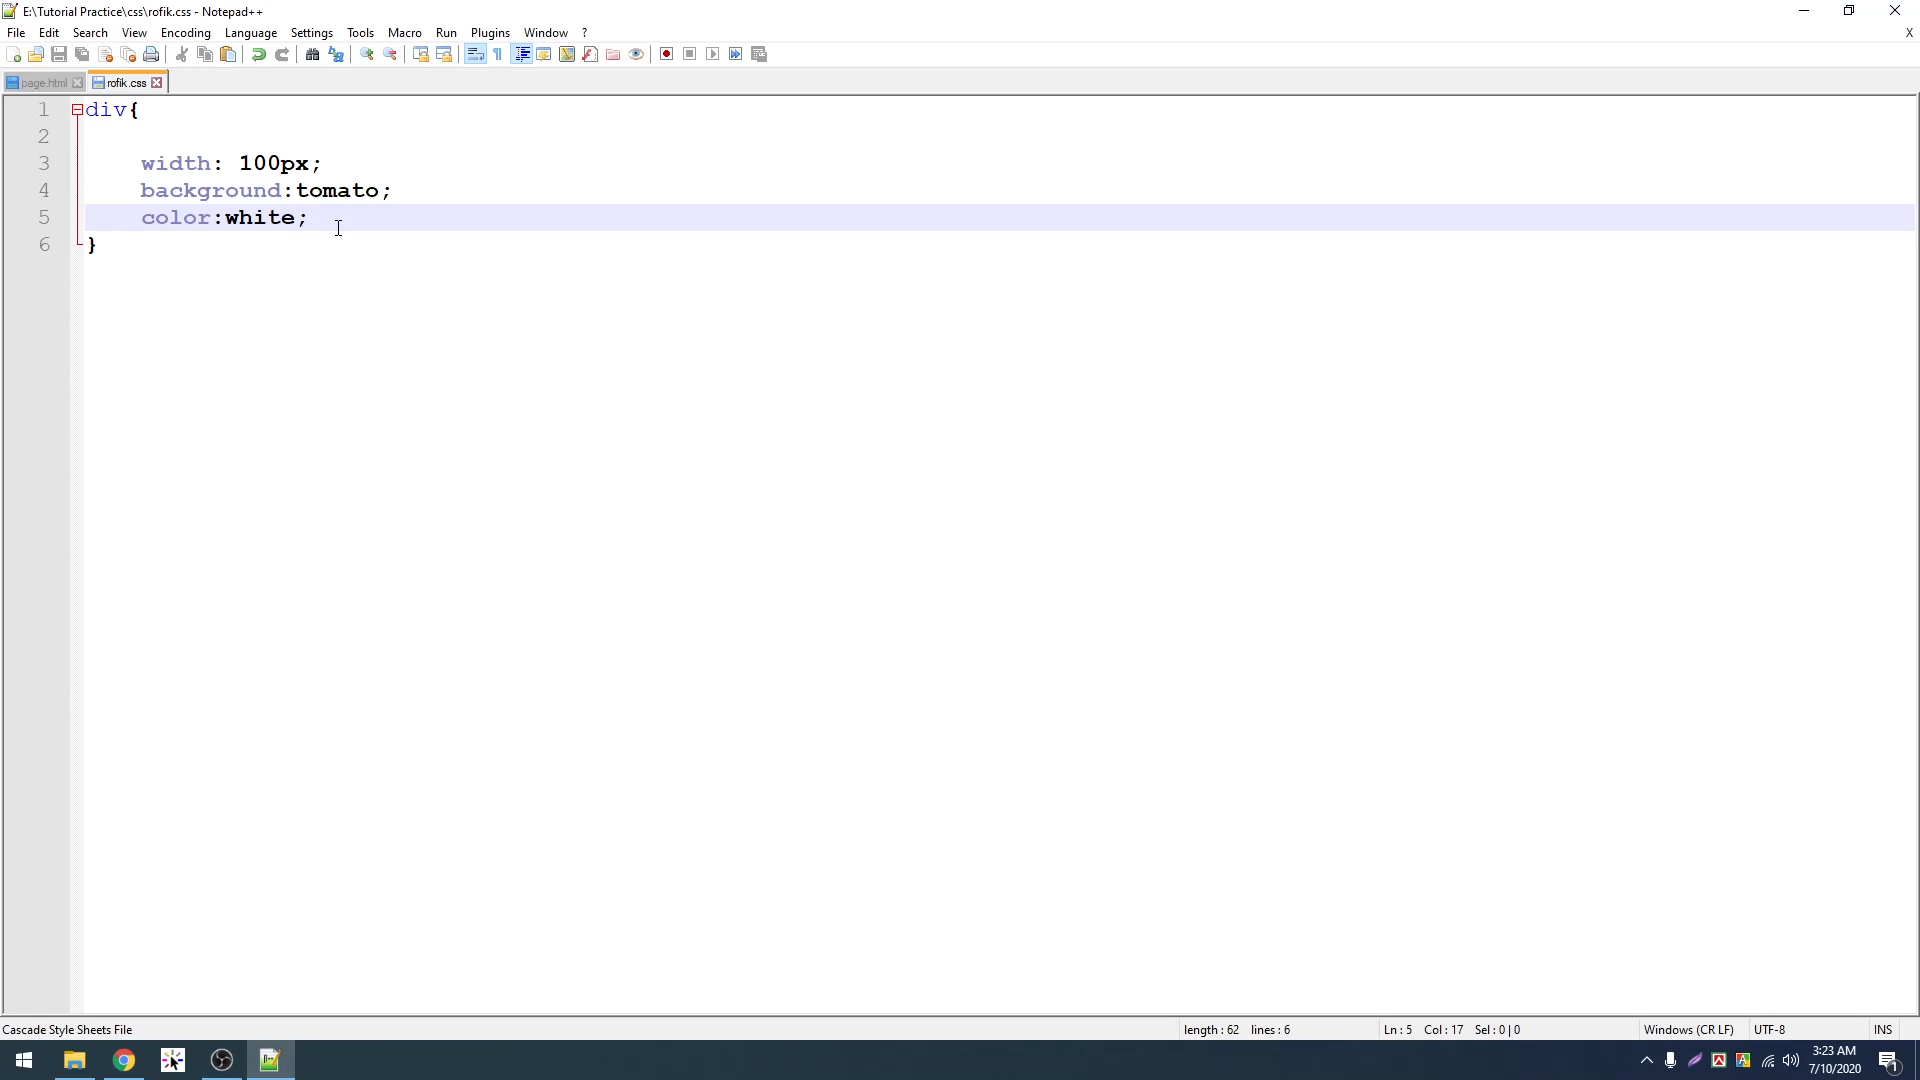 E:\Tutorial Practice\css\rofik.css - Notepad++
File Edit Search View Encoding Language Settings Tools Macro Run Plugins Window ? X
page.html rofik.css
1 div{
2
3 width: 100px;
4 background:tomato;
5 color:white;
6 }
Cascade Style Sheets File length : 62 lines : 6 Ln : 5 Col : 17 Sel : 0 | 0 Windows (CR LF) UTF-8 INS
3:23 AM
7/10/2020
1